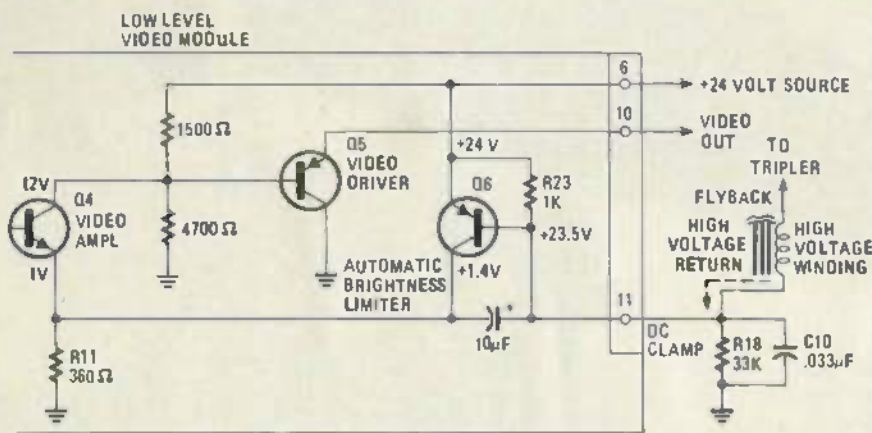 LOW LEVEL
VIDEO MODULE
6
+24 VOLT SOURCE
10
VIDEO
OUT
TO
TRIPLER
FLYBACK
HIGH
VOLTAGE
RETURN
HIGH
VOLTAGE
WINDING
1500 Ω
Q5
VIDEO
DRIVER
+24 V
Q6
R23
1K
+23.5V
12V
Q4
VIDEO
AMPL
1V
4700 Ω
AUTOMATIC
BRIGHTNESS
LIMITER
+1.4V
10µF
+
11
DC
CLAMP
R11
360 Ω
R18
33K
C10
.033µF